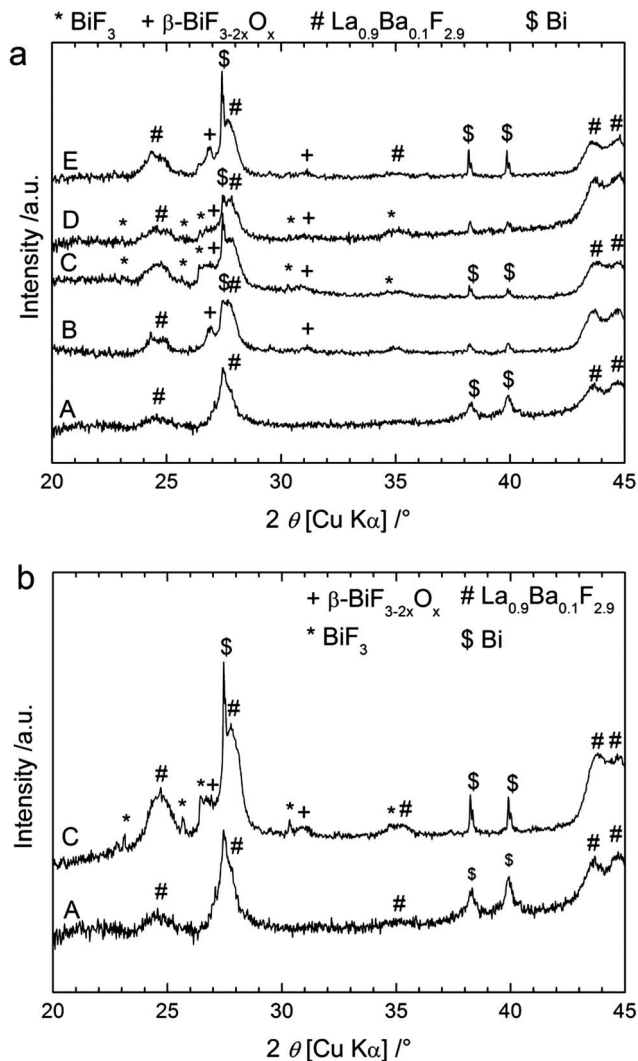 * BiF3 + β-BiF3-2xOx # La0.9Ba0.1F2.9 $ Bi
a
$
#
# + + # $ $ # #
E
$ #
* # * * + * + *
D
$
* * * + * + * $ $ # #
C
$ #
# + +
B
#
# $ $ # #
A
Intensity /a.u.
20 25 30 35 40 45
2 θ [Cu Kα] /°
b
+ β-BiF3-2xOx # La0.9Ba0.1F2.9
* BiF3 $ Bi
$
#
* # * * + * + * # $ $ # #
C
#
# # $ $ # #
A
Intensity /a.u.
20 25 30 35 40 45
2 θ [Cu Kα] /°